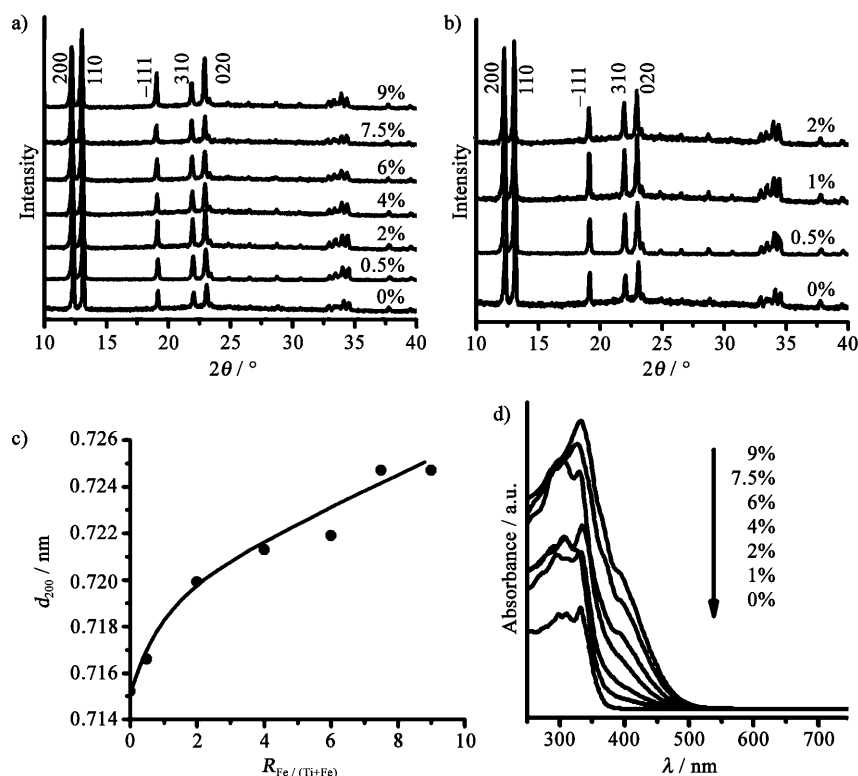 a)
200
110
–111
310
020
9%
7.5%
6%
4%
2%
0.5%
0%
Intensity
10 15 20 25 30 35 40
2θ / °
b)
200
110
–111
310
020
2%
1%
0.5%
0%
Intensity
10 15 20 25 30 35 40
2θ / °
c)
0.726
0.724
0.722
0.720
0.718
0.716
0.714
d200 / nm
0 2 4 6 8 10
RFe / (Ti+Fe)
d)
9%
7.5%
6%
4%
2%
1%
0%
Absorbance / a.u.
300 400 500 600 700
λ / nm